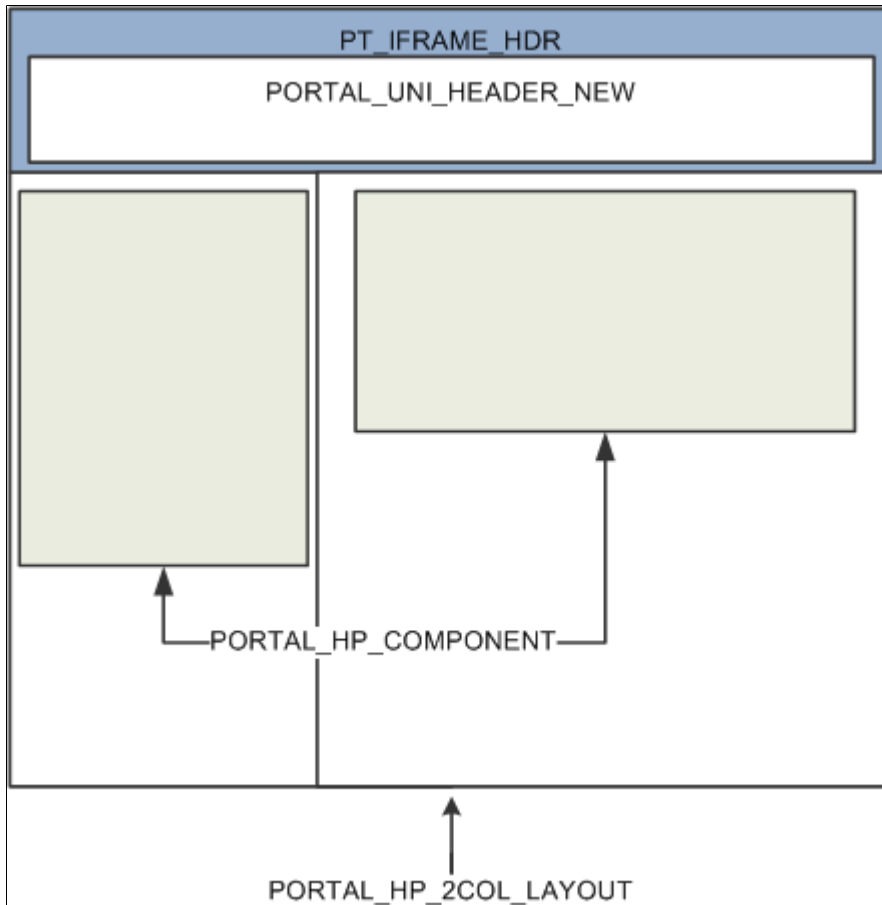 PT_IFRAME_HDR
PORTAL_UNI_HEADER_NEW
PORTAL_HP_COMPONENT
PORTAL_HP_2COL_LAYOUT